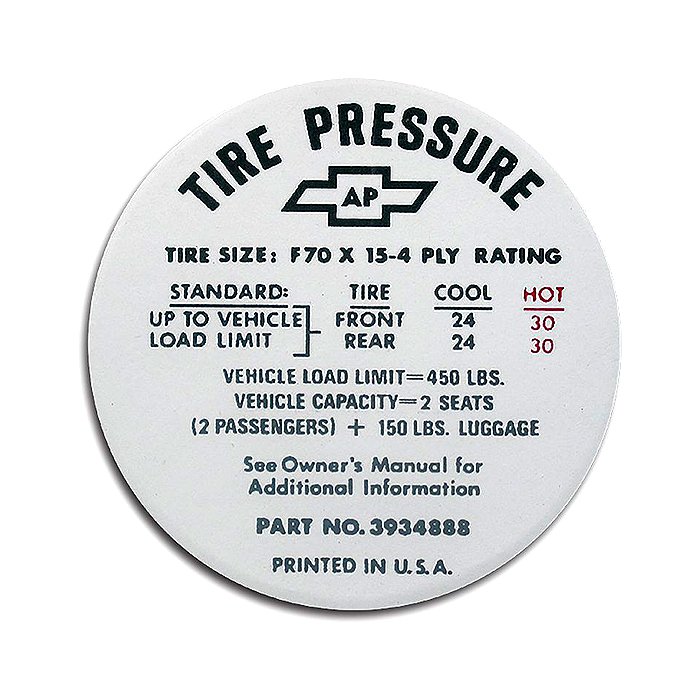 TIRE PRESSURE
AP
TIRE SIZE: F70 X 15-4 PLY RATING
STANDARD: TIRE COOL HOT
UP TO VEHICLE FRONT 24 30
LOAD LIMIT REAR 24 30
VEHICLE LOAD LIMIT=450 LBS.
VEHICLE CAPACITY=2 SEATS
(2 PASSENGERS) + 150 LBS. LUGGAGE
See Owner's Manual for
Additional Information
PART NO. 3934888
PRINTED IN U.S.A.